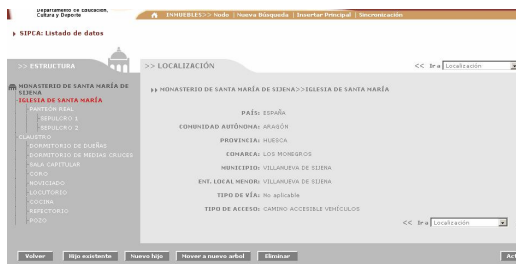 Departamento de Educación,
Cultura y Deporte
INMUEBLES>> Nodo | Nueva Búsqueda | Insertar Principal | Sincronización
SIPCA: Listado de datos
>> ESTRUCTURA
>> LOCALIZACIÓN
<< Ir a Localización
MONASTERIO DE SANTA MARÍA DE SIJENA
IGLESIA DE SANTA MARÍA
PANTEÓN REAL
SEPULCRO 1
SEPULCRO 2
CLAUSTRO
DORMITORIO DE DUEÑAS
DORMITORIO DE MEDIAS CRUCES
SALA CAPITULAR
CORO
NOVICIADO
LOCUTORIO
COCINA
REFECTORIO
POZO
MONASTERIO DE SANTA MARÍA DE SIJENA>>IGLESIA DE SANTA MARÍA
PAÍS: ESPAÑA
COMUNIDAD AUTÓNOMA: ARAGÓN
PROVINCIA: HUESCA
COMARCA: LOS MONEGROS
MUNICIPIO: VILLANUEVA DE SIJENA
ENT. LOCAL MENOR: VILLANUEVA DE SIJENA
TIPO DE VÍA: No aplicable
TIPO DE ACCESO: CAMINO ACCESIBLE VEHÍCULOS
<< Ir a Localización
Volver
Hijo existente
Nuevo hijo
Mover a nuevo arbol
Eliminar
Act